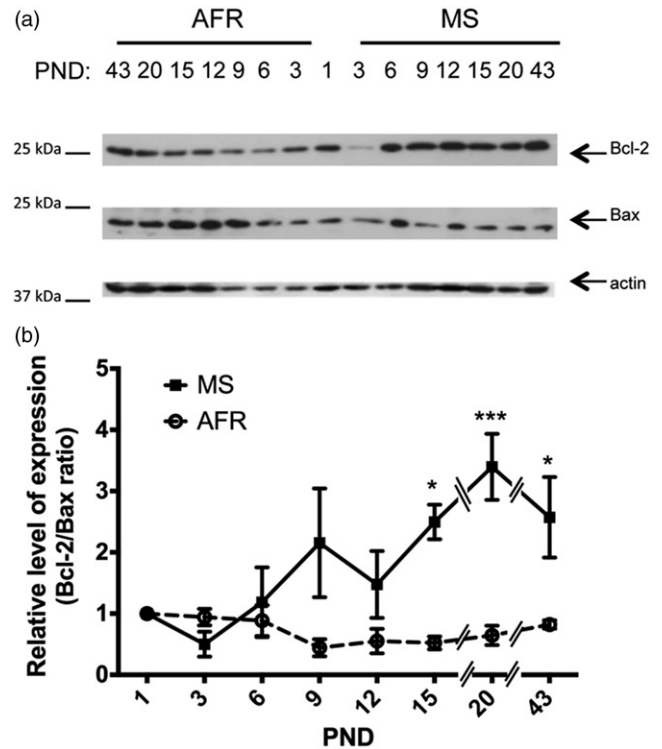 (a)
AFR MS
PND: 43 20 15 12 9 6 3 1 3 6 9 12 15 20 43
25 kDa Bcl-2
25 kDa Bax
actin
37 kDa
(b)
Relative level of expression
(Bcl-2/Bax ratio)
5
4
3
2
1
0
MS
AFR
* *** *
1 3 6 9 12 15 20 43
PND